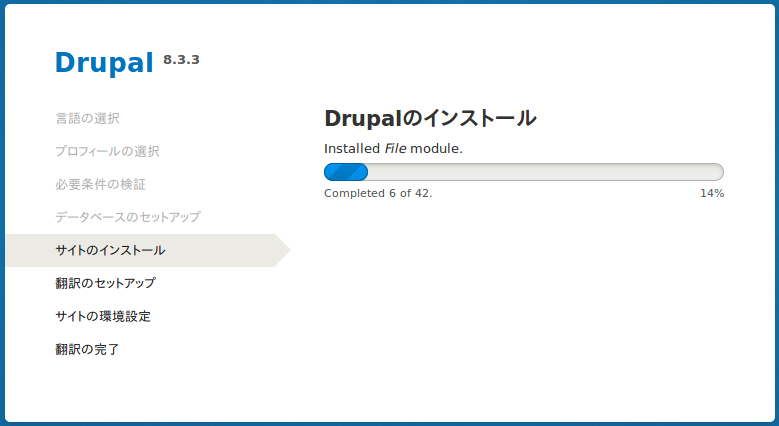 Drupal 8.3.3
言語の選択
プロフィールの選択
必要条件の検証
データベースのセットアップ
サイトのインストール
翻訳のセットアップ
サイトの環境設定
翻訳の完了
Drupalのインストール
Installed File module.
Completed 6 of 42. 14%